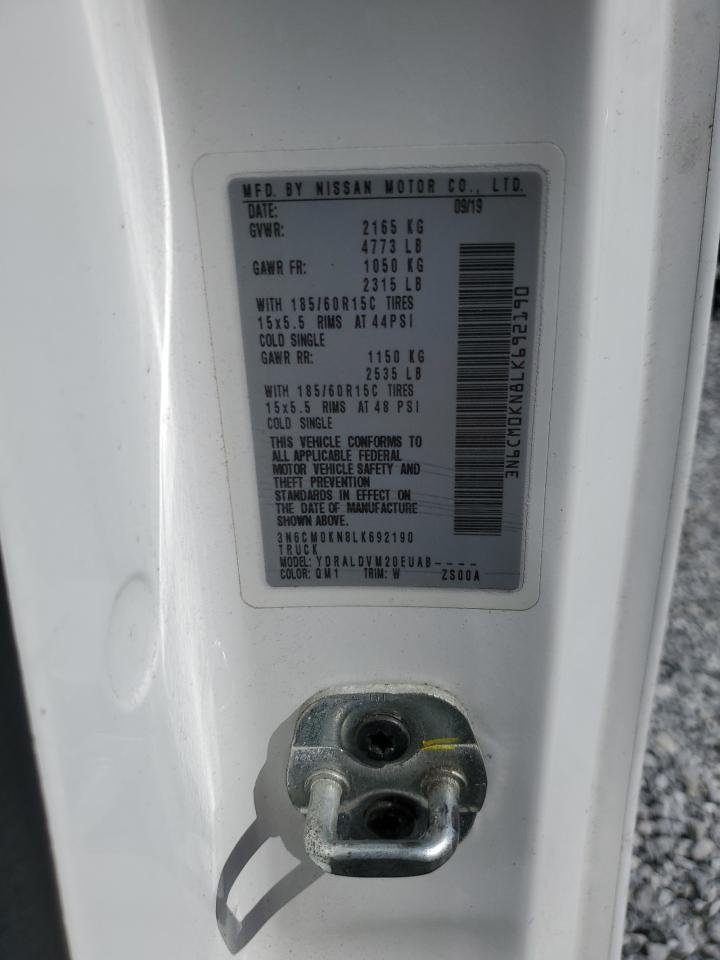 MFD. BY NISSAN MOTOR CO., LTD.
DATE: 09/19
GVWR: 2165 KG
4773 LB
GAWR FR: 1050 KG
2315 LB
WITH 185/60R15C TIRES
15x5.5 RIMS AT 44PSI
COLD SINGLE
GAWR RR: 1150 KG
2535 LB
WITH 185/60R15C TIRES
15x5.5 RIMS AT 48 PSI
COLD SINGLE
THIS VEHICLE CONFORMS TO
ALL APPLICABLE FEDERAL
MOTOR VEHICLE SAFETY AND
THEFT PREVENTION
STANDARDS IN EFFECT ON
THE DATE OF MANUFACTURE
SHOWN ABOVE.
3N6CM0KN8LK692190
TRUCK
MODEL: YDRALDVM20EUAB----
COLOR: QM1 TRIM: W ZS00A
3N6CM0KN8LK692190